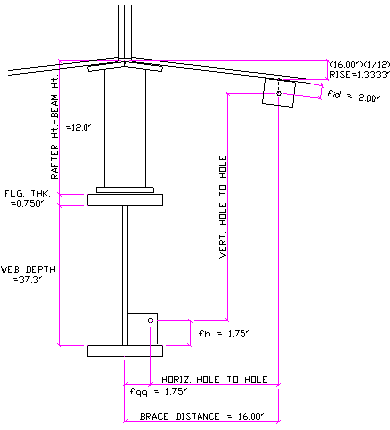 (16.00″)(1/12)
RISE=1.3333″
RAFTER Ht.-BEAM Ht.
=12.0″
fid = 2.00″
FLG. THK.
=0.750″
VERT. HOLE TO HOLE
WEB DEPTH
=37.3″
fh = 1.75″
HORIZ. HOLE TO HOLE
fgg = 1.75″
BRACE DISTANCE = 16.00″